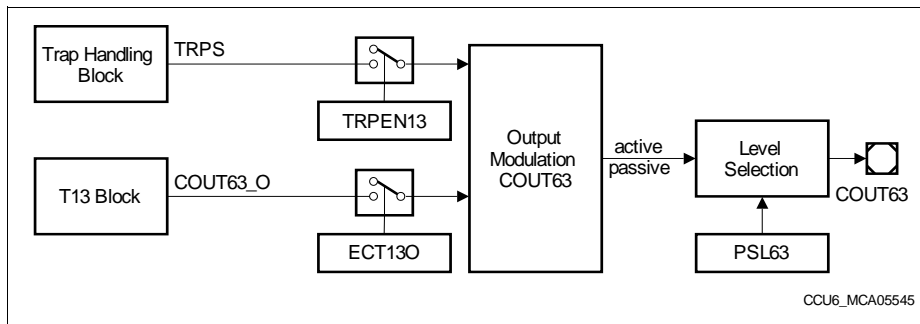 Trap Handling
Block
TRPS
TRPEN13
T13 Block
COUT63_O
ECT13O
Output
Modulation
COUT63
active
passive
Level
Selection
PSL63
COUT63
CCU6_MCA05545